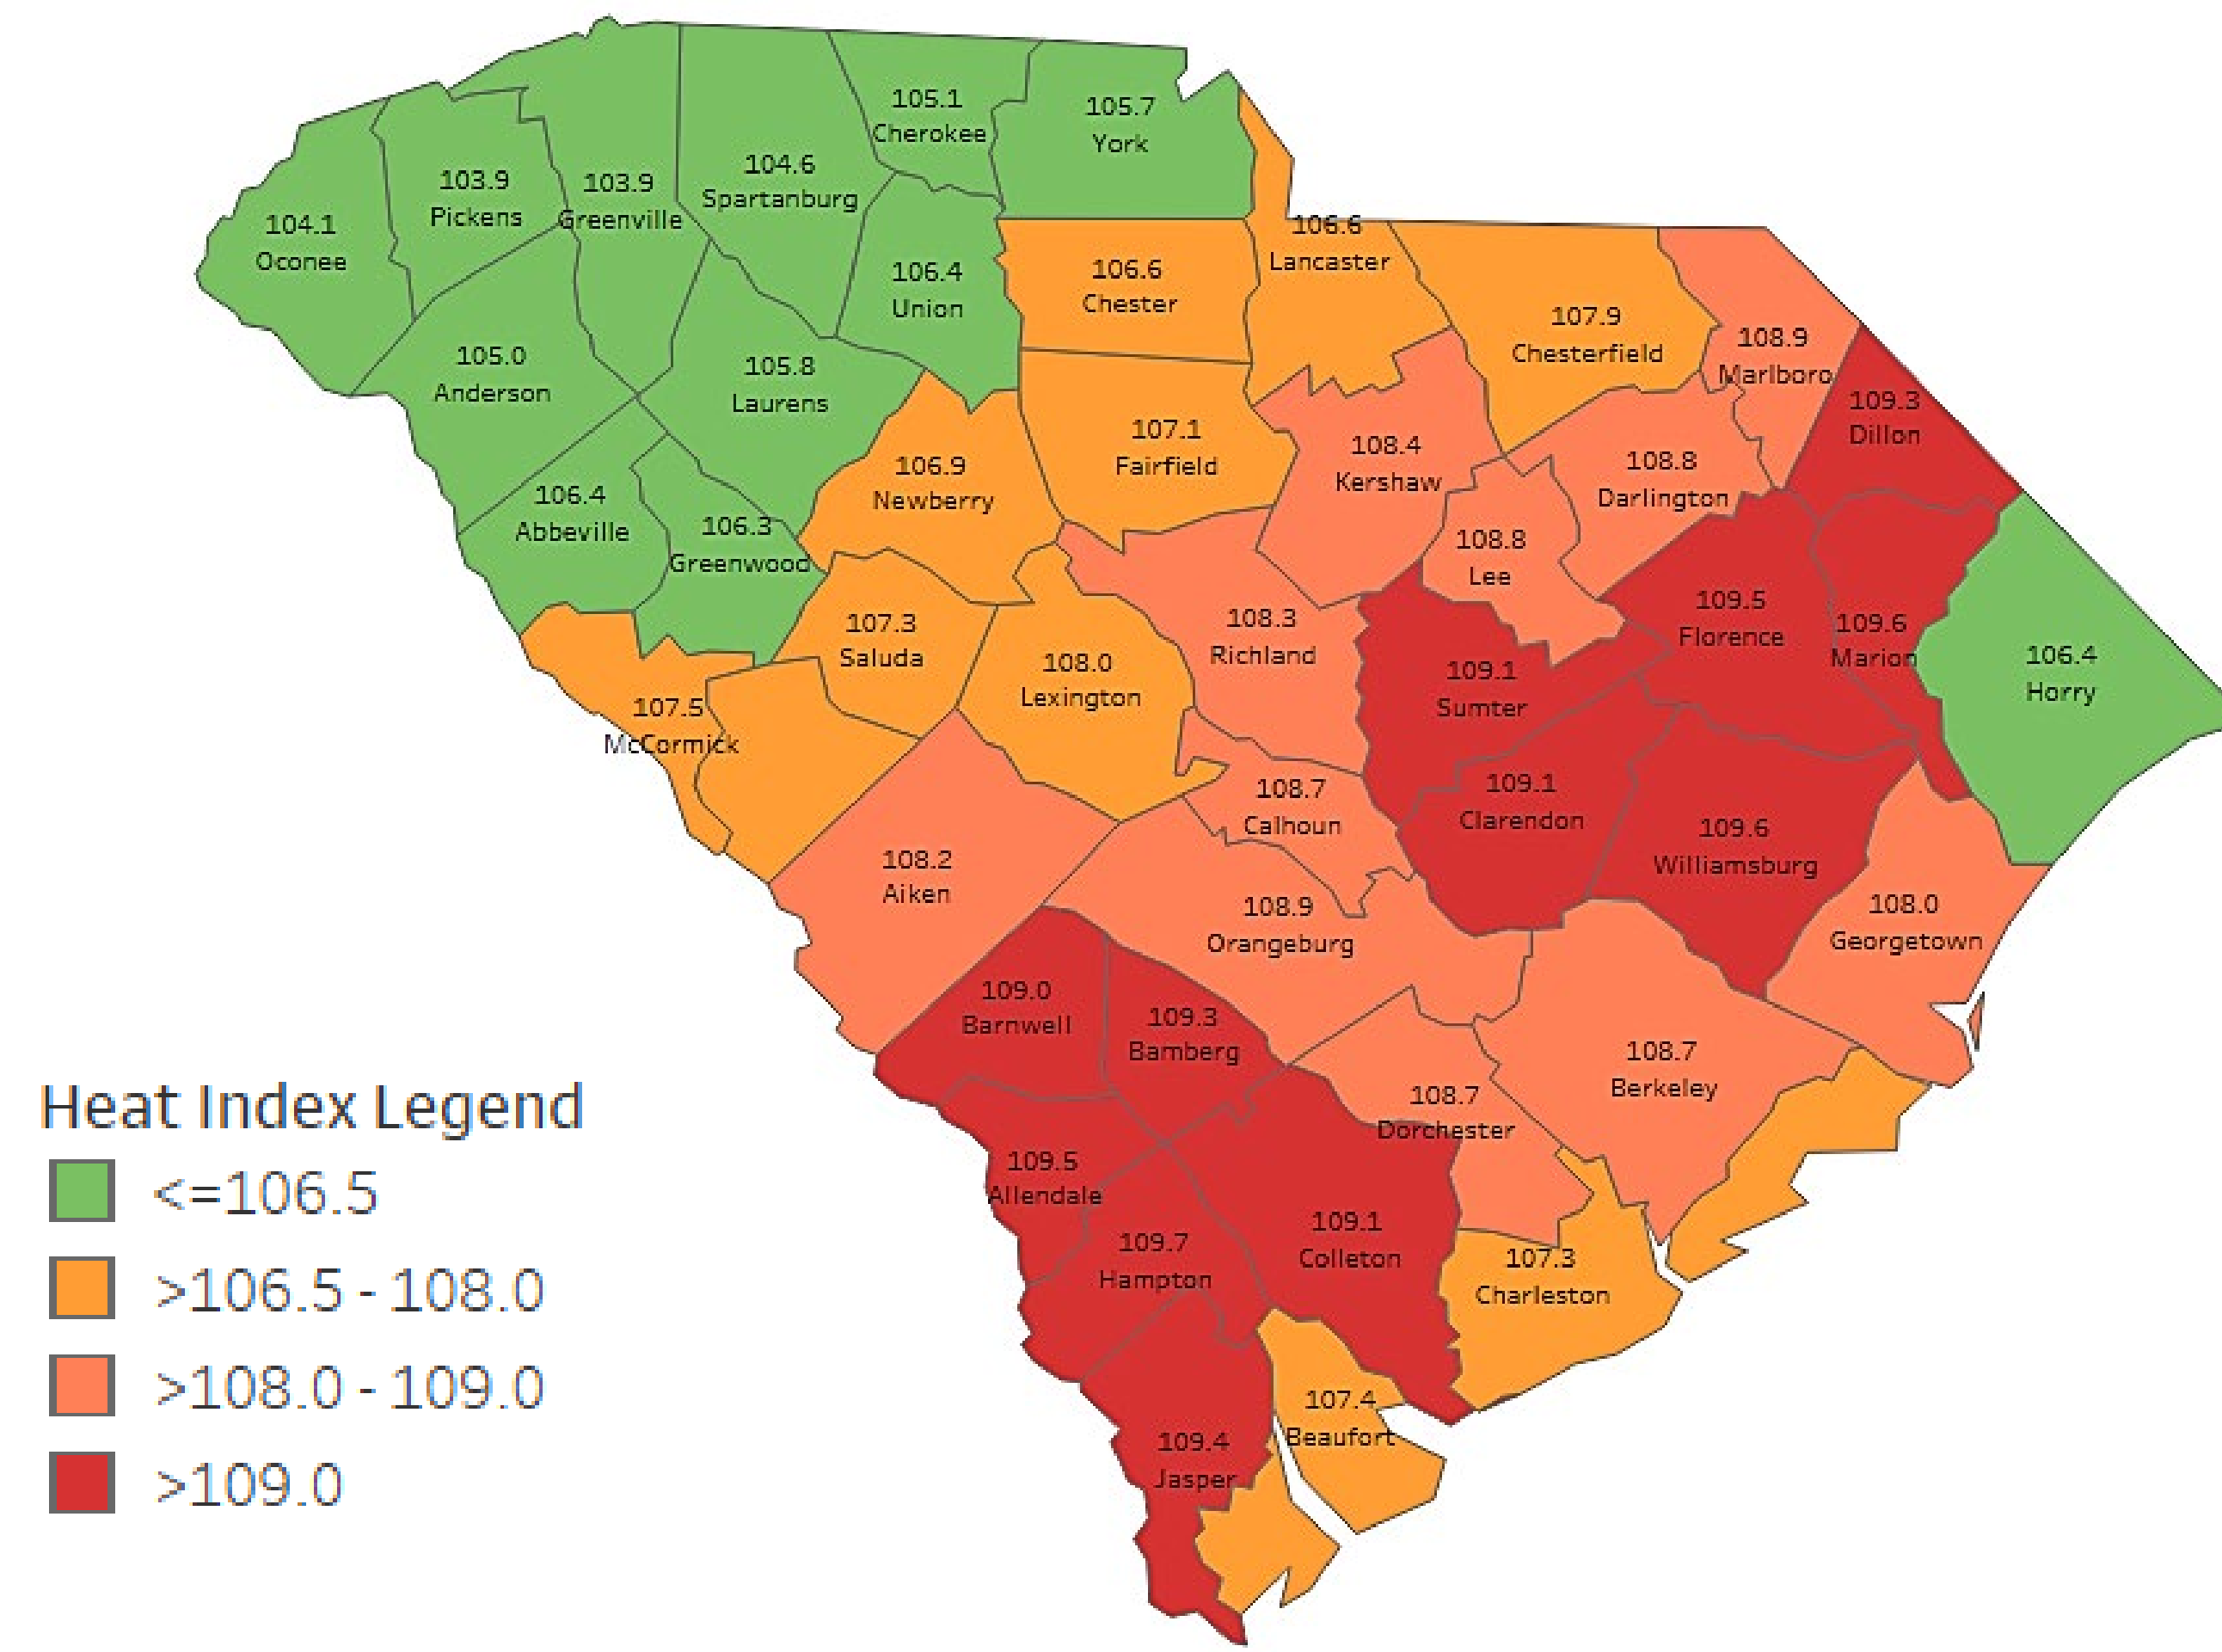 105.1
Cherokee
105.7
York
104.6
Spartanburg
103.9
Pickens
103.9
Greenville
104.1
Oconee
106.6
Lancaster
106.4
Union
106.6
Chester
107.9
Chesterfield
108.9
Marlboro
105.0
Anderson
105.8
Laurens
109.3
Dillon
107.1
Fairfield
108.4
Kershaw
106.9
Newberry
108.8
Darlington
106.4
Abbeville
106.3
Greenwood
108.8
Lee
109.5
Florence
108.3
Richland
107.3
Saluda
109.6
Marion
106.4
Horry
108.0
Lexington
109.1
Sumter
107.5
McCormick
109.1
Clarendon
108.7
Calhoun
109.6
Williamsburg
108.2
Aiken
108.9
Orangeburg
108.0
Georgetown
109.0
Barnwell
109.3
Bamberg
108.7
Berkeley
108.7
Dorchester
109.5
Allendale
109.1
Colleton
109.7
Hampton
107.3
Charleston
107.4
Beaufort
109.4
Jasper
Heat Index Legend
<=106.5
>106.5 - 108.0
>108.0 - 109.0
>109.0